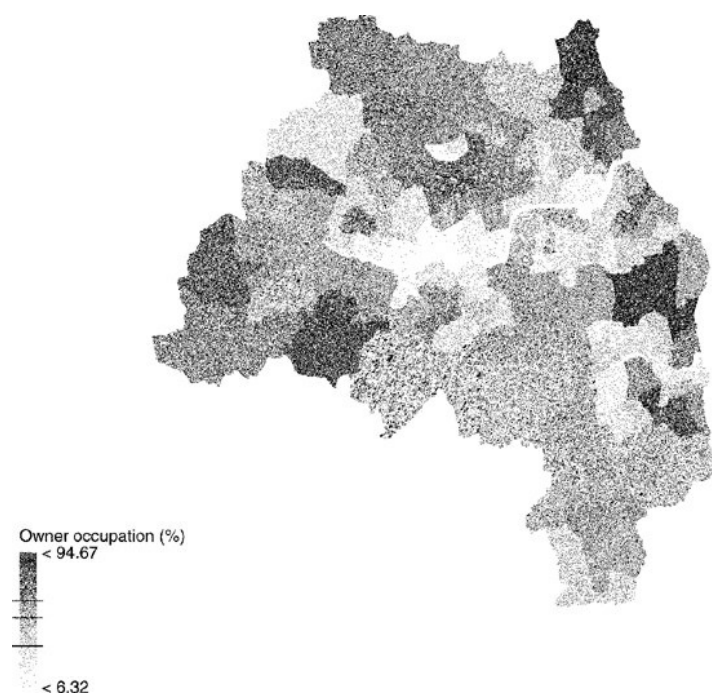 Owner occupation (%)
< 94.67
< 6.32